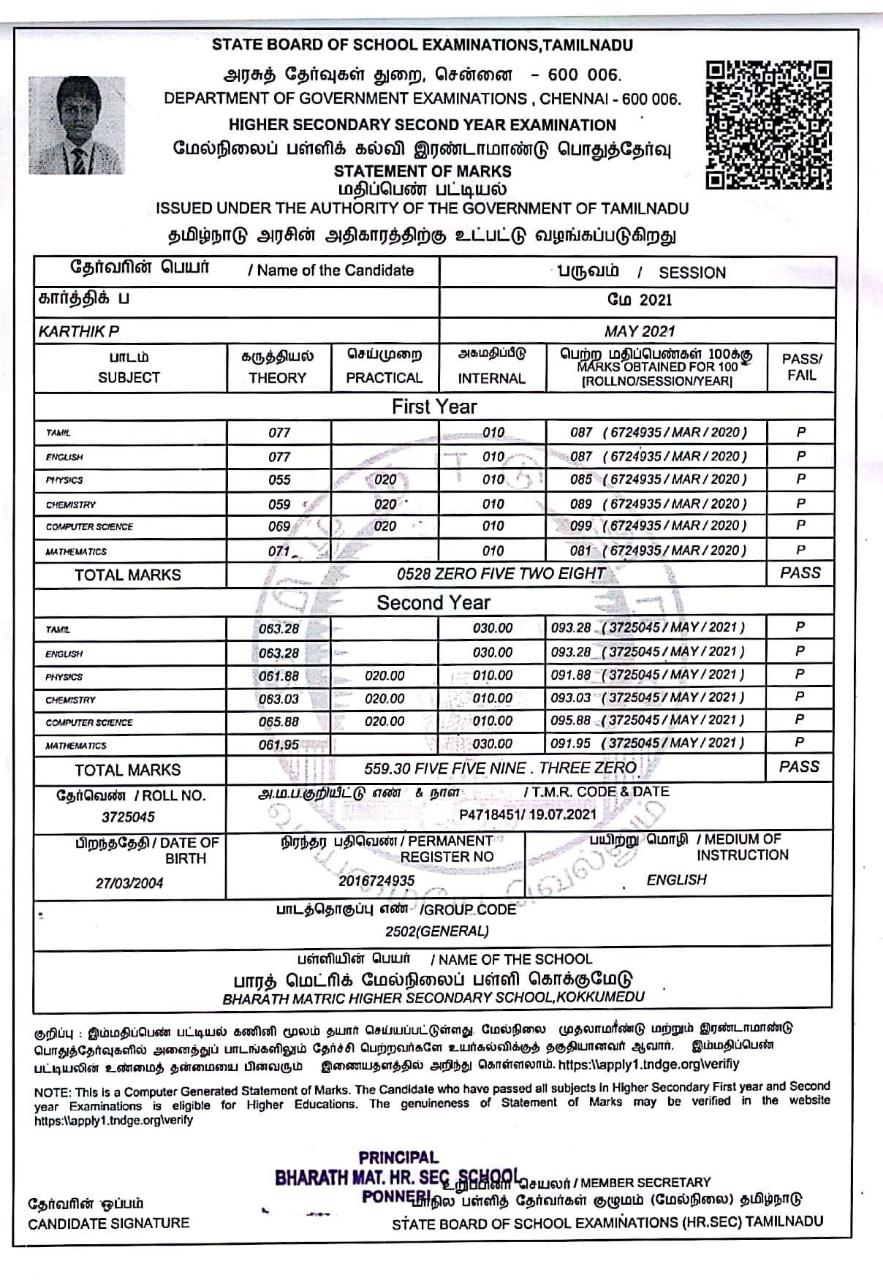 STATE BOARD OF SCHOOL EXAMINATIONS,TAMILNADU
அரசுத் தேர்வுகள் துறை, சென்னை - 600 006.
DEPARTMENT OF GOVERNMENT EXAMINATIONS , CHENNAI - 600 006.
HIGHER SECONDARY SECOND YEAR EXAMINATION
மேல்நிலைப் பள்ளிக் கல்வி இரண்டாமாண்டு பொதுத்தேர்வு
STATEMENT OF MARKS
மதிப்பெண் பட்டியல்
ISSUED UNDER THE AUTHORITY OF THE GOVERNMENT OF TAMILNADU
தமிழ்நாடு அரசின் அதிகாரத்திற்கு உட்பட்டு வழங்கப்படுகிறது
தேர்வரின் பெயர் / Name of the Candidate பருவம் / SESSION
கார்த்திக் ப மே 2021
KARTHIK P MAY 2021
பாடம் கருத்தியல் செய்முறை அகமதிப்பீடு பெற்ற மதிப்பெண்கள் 100க்கு PASS/
SUBJECT THEORY PRACTICAL INTERNAL MARKS OBTAINED FOR 100 FAIL
[ROLLNO/SESSION/YEAR]
First Year
TAMIL 077 010 087 ( 6724935 / MAR / 2020 ) P
ENGLISH 077 010 087 ( 6724935 / MAR / 2020 ) P
PHYSICS 055 020 010 085 ( 6724935 / MAR / 2020 ) P
CHEMISTRY 059 020 010 089 ( 6724935 / MAR / 2020 ) P
COMPUTER SCIENCE 069 020 010 099 ( 6724935 / MAR / 2020 ) P
MATHEMATICS 071 010 081 ( 6724935 / MAR / 2020 ) P
TOTAL MARKS 0528 ZERO FIVE TWO EIGHT PASS
Second Year
TAMIL 063.28 030.00 093.28 ( 3725045 / MAY / 2021 ) P
ENGLISH 063.28 030.00 093.28 ( 3725045 / MAY / 2021 ) P
PHYSICS 061.88 020.00 010.00 091.88 ( 3725045 / MAY / 2021 ) P
CHEMISTRY 063.03 020.00 010.00 093.03 ( 3725045 / MAY / 2021 ) P
COMPUTER SCIENCE 065.88 020.00 010.00 095.88 ( 3725045 / MAY / 2021 ) P
MATHEMATICS 061.95 030.00 091.95 ( 3725045 / MAY / 2021 ) P
TOTAL MARKS 559.30 FIVE FIVE NINE . THREE ZERO PASS
தேர்வெண் / ROLL NO. அ.ம.ப.குறியீட்டு எண் & நாள் / T.M.R. CODE & DATE
3725045 P4718451/ 19.07.2021
பிறந்ததேதி / DATE OF நிரந்தர பதிவெண் / PERMANENT பயிற்று மொழி / MEDIUM OF
BIRTH REGISTER NO INSTRUCTION
27/03/2004 2016724935 ENGLISH
பாடத்தொகுப்பு எண் /GROUP CODE
2502(GENERAL)
பள்ளியின் பெயர் / NAME OF THE SCHOOL
பாரத் மெட்ரிக் மேல்நிலைப் பள்ளி கொக்குமேடு
BHARATH MATRIC HIGHER SECONDARY SCHOOL,KOKKUMEDU
குறிப்பு : இம்மதிப்பெண் பட்டியல் கணினி மூலம் தயார் செய்யப்பட்டுள்ளது. மேல்நிலை முதலாமாண்டு மற்றும் இரண்டாமாண்டு
பொதுத்தேர்வுகளில் அனைத்துப் பாடங்களிலும் தேர்ச்சி பெற்றவர்களே உயர்கல்விக்குத் தகுதியானவர் ஆவார். இம்மதிப்பெண்
பட்டியலின் உண்மைத் தன்மையை பின்வரும் இணையதளத்தில் அறிந்து கொள்ளலாம். https:\\apply1.tndge.org\verifiy
NOTE: This is a Computer Generated Statement of Marks. The Candidate who have passed all subjects in Higher Secondary First year and Second
year Examinations is eligible for Higher Educations. The genuineness of Statement of Marks may be verified in the website
https:\\apply1.tndge.org\verify
PRINCIPAL
BHARATH MAT. HR. SEC. SCHOOL
PONNERI
செயலர் / MEMBER SECRETARY
தேர்வரின் ஒப்பம் மாநில பள்ளித் தேர்வுகள் குழுமம் (மேல்நிலை) தமிழ்நாடு
CANDIDATE SIGNATURE STATE BOARD OF SCHOOL EXAMINATIONS (HR.SEC) TAMILNADU